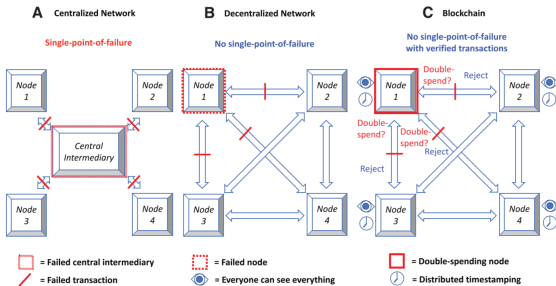 A Centralized Network
Single-point-of-failure
Node
1
Node
2
Central
Intermediary
Node
3
Node
4
B Decentralized Network
No single-point-of-failure
Node
1
Node
2
Node
3
Node
4
C Blockchain
No single-point-of-failure
with verified transactions
Double-
spend?
Reject
Node
1
Node
2
Double-
spend?
Double-
spend?
Reject
Reject
Node
3
Node
4
= Failed central intermediary
= Failed node
= Double-spending node
= Failed transaction
= Everyone can see everything
= Distributed timestamping